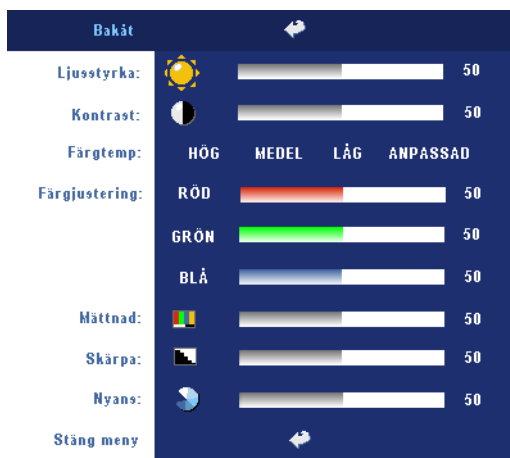 Bakåt
Ljusstyrka: 50
Kontrast: 50
Färgtemp: HÖG MEDEL LÅG ANPASSAD
Färgjustering: RÖD 50
GRÖN 50
BLÅ 50
Mättnad: 50
Skärpa: 50
Nyans: 50
Stäng meny